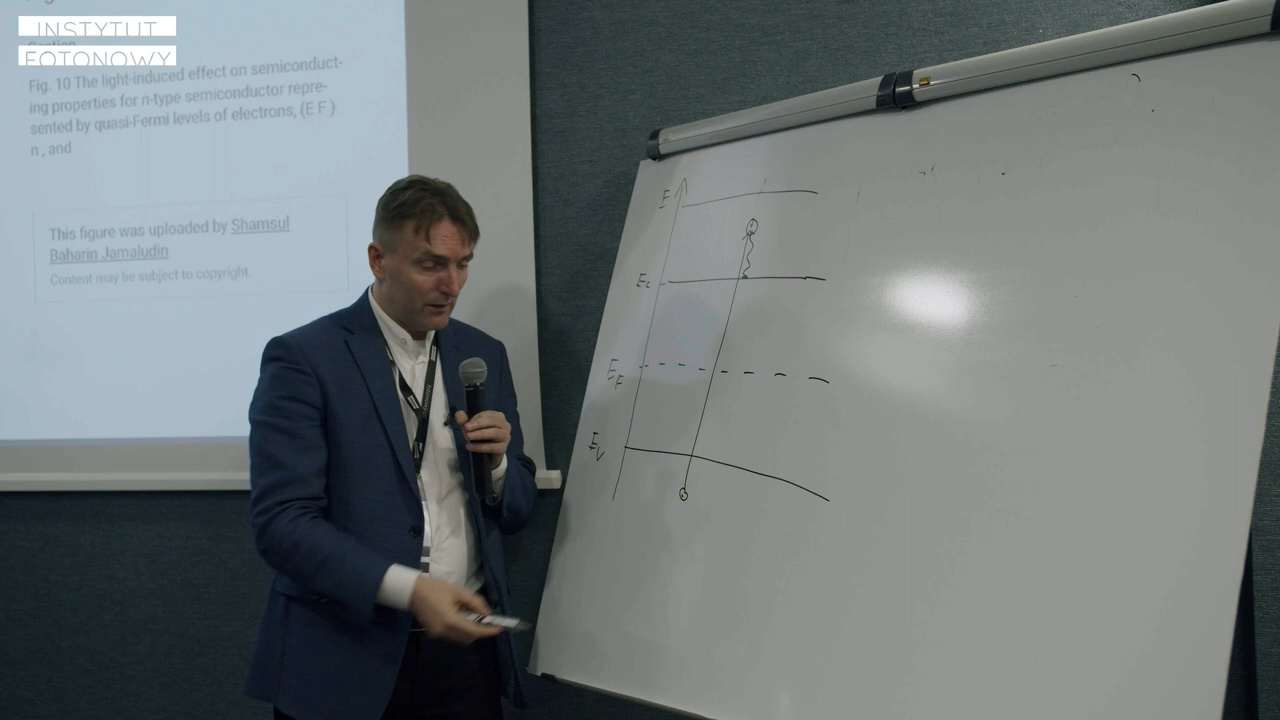 INSTYTUT
FOTONOWY
Fig. 10 The light-induced effect on semiconduct-
ing properties for n-type semiconductor repre-
sented by quasi-Fermi levels of electrons, (E F )
n , and
This figure was uploaded by Shamsul
Baharin Jamaludin
Content may be subject to copyright.
E
Ec
EF
EV